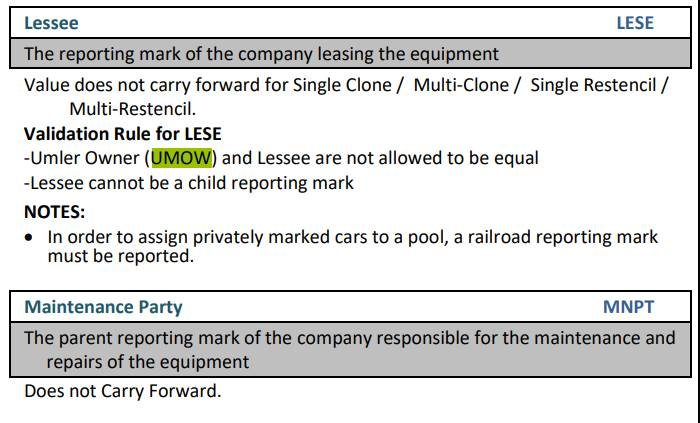 Lessee LESE
The reporting mark of the company leasing the equipment
Value does not carry forward for Single Clone / Multi-Clone / Single Restencil /
Multi-Restencil.
Validation Rule for LESE
-Umler Owner (UMOW) and Lessee are not allowed to be equal
-Lessee cannot be a child reporting mark
NOTES:
• In order to assign privately marked cars to a pool, a railroad reporting mark
must be reported.
Maintenance Party MNPT
The parent reporting mark of the company responsible for the maintenance and
repairs of the equipment
Does not Carry Forward.